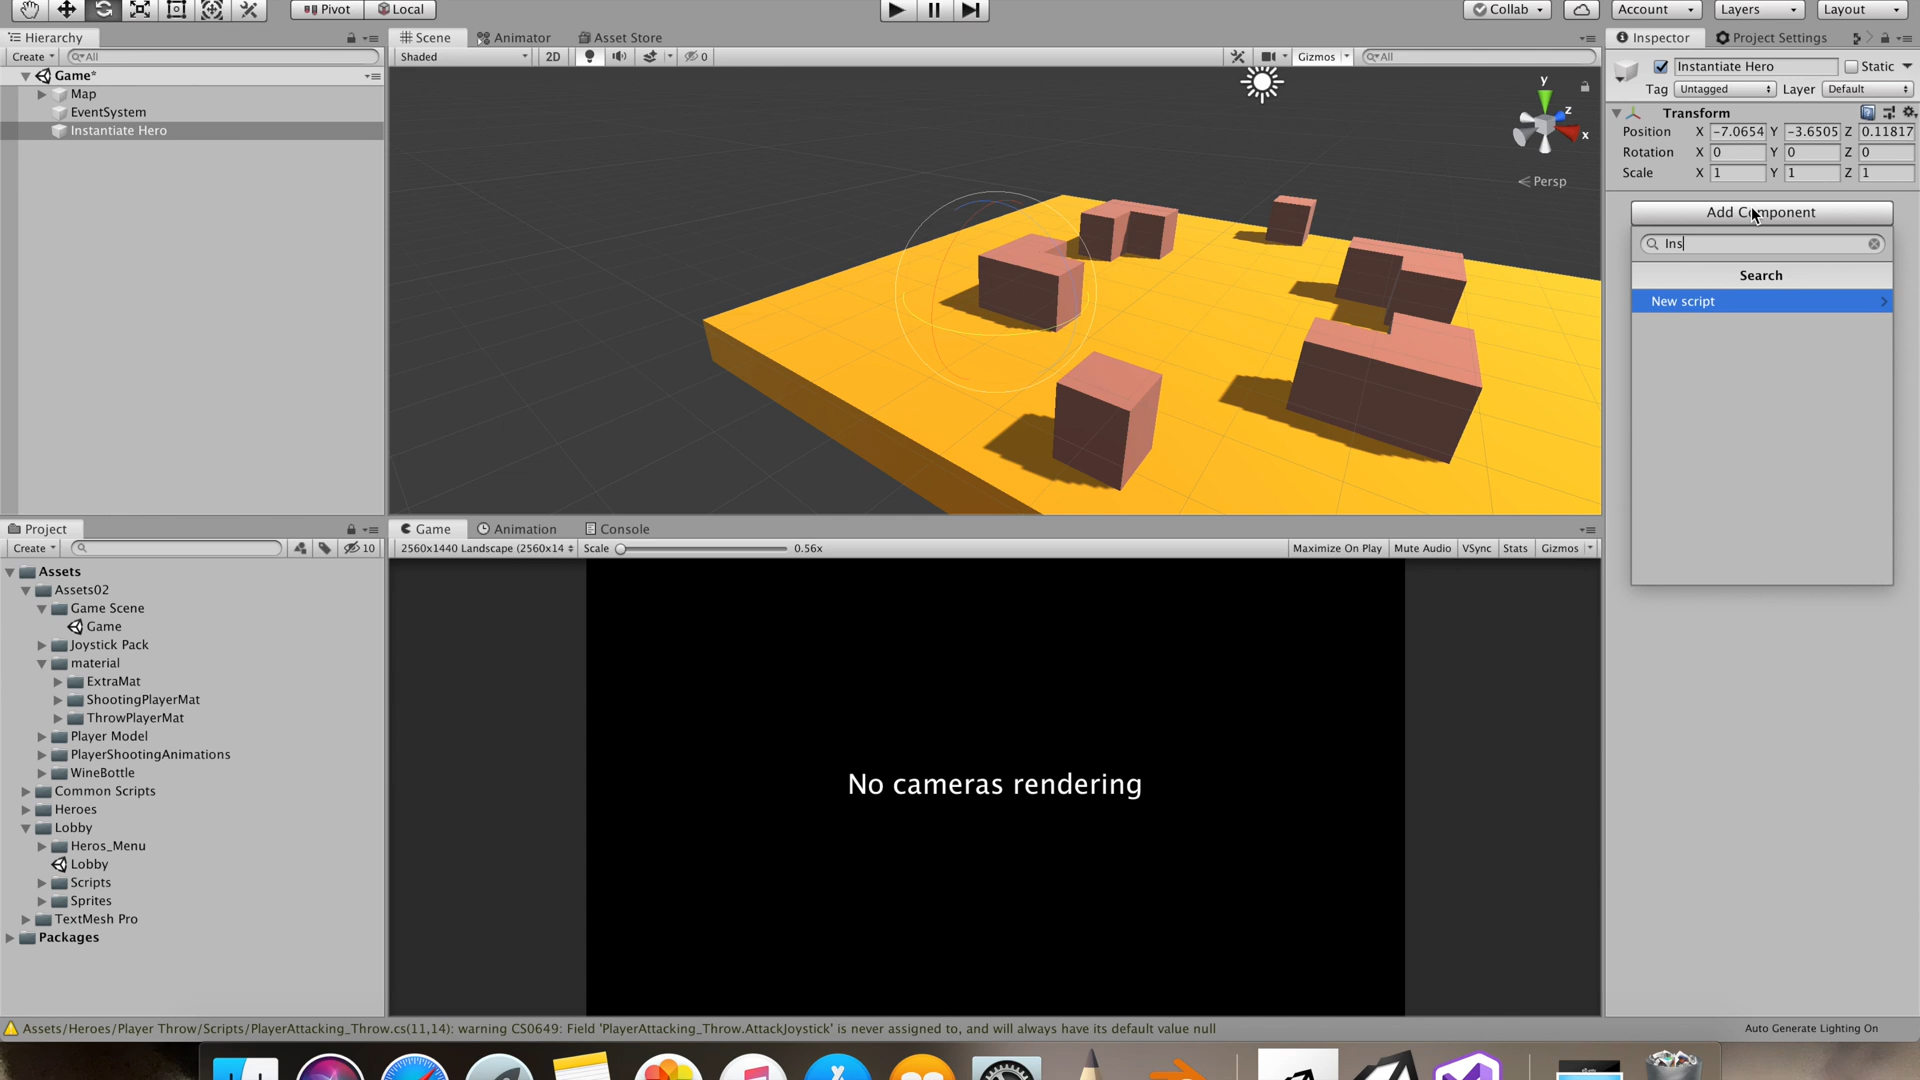 Pivot Local Collab Account Layers Layout
Hierarchy Scene Animator Asset Store Inspector Project Settings
Create All Shaded 2D 0 Gizmos All
Game*
Map
EventSystem
Instantiate Hero
y
z
x
Persp
Instantiate Hero Static
Tag Untagged Layer Default
Transform
Position X -7.0654 Y -3.6505 Z 0.11817
Rotation X 0 Y 0 Z 0
Scale X 1 Y 1 Z 1
Add Component
Ins
Search
New script
Project Game Animation Console
Create 10 2560x1440 Landscape (2560x14 Scale 0.56x Maximize On Play Mute Audio VSync Stats Gizmos
Assets
Assets02
Game Scene
Game
Joystick Pack
material
ExtraMat
ShootingPlayerMat
ThrowPlayerMat
Player Model
PlayerShootingAnimations
WineBottle
Common Scripts
Heroes
Lobby
Heros_Menu
Lobby
Scripts
Sprites
TextMesh Pro
Packages
No cameras rendering
Assets/Heroes/Player Throw/Scripts/PlayerAttacking_Throw.cs(11,14): warning CS0649: Field 'PlayerAttacking_Throw.AttackJoystick' is never assigned to, and will always have its default value null
Auto Generate Lighting On